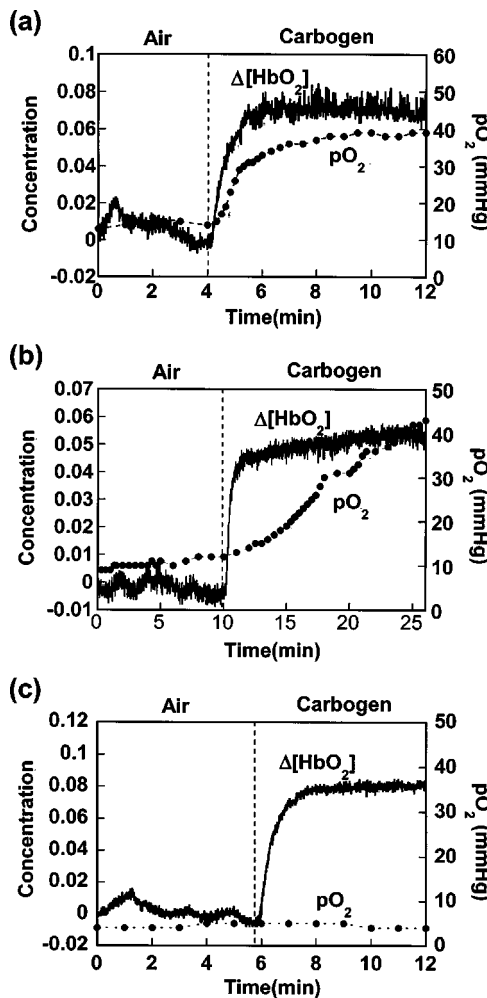 (a)
Air Carbogen
0.1 60
0.08 50
0.06 40
0.04 30
0.02 20
0 10
-0.02 0
Concentration
Δ[HbO2]
pO2
pO2 (mmHg)
0 2 4 6 8 10 12
Time(min)
(b)
Air Carbogen
0.07 50
0.06
0.05 40
0.04
0.03 30
0.02 20
0.01
0 10
-0.01 0
Concentration
Δ[HbO2]
pO2
pO2 (mmHg)
0 5 10 15 20 25
Time(min)
(c)
Air Carbogen
0.12 50
0.1 40
0.08
0.06 30
0.04 20
0.02
0 10
-0.02 0
Concentration
Δ[HbO2]
pO2
pO2 (mmHg)
0 2 4 6 8 10 12
Time(min)